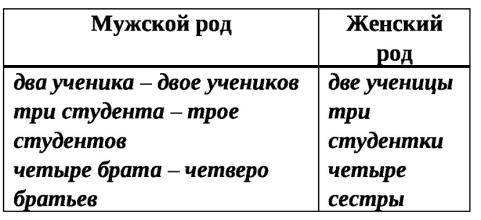 Мужской род
Женский
род
два ученика – двое учеников
три студента – трое
студентов
четыре брата – четверо
братьев
две ученицы
три
студентки
четыре
сестры